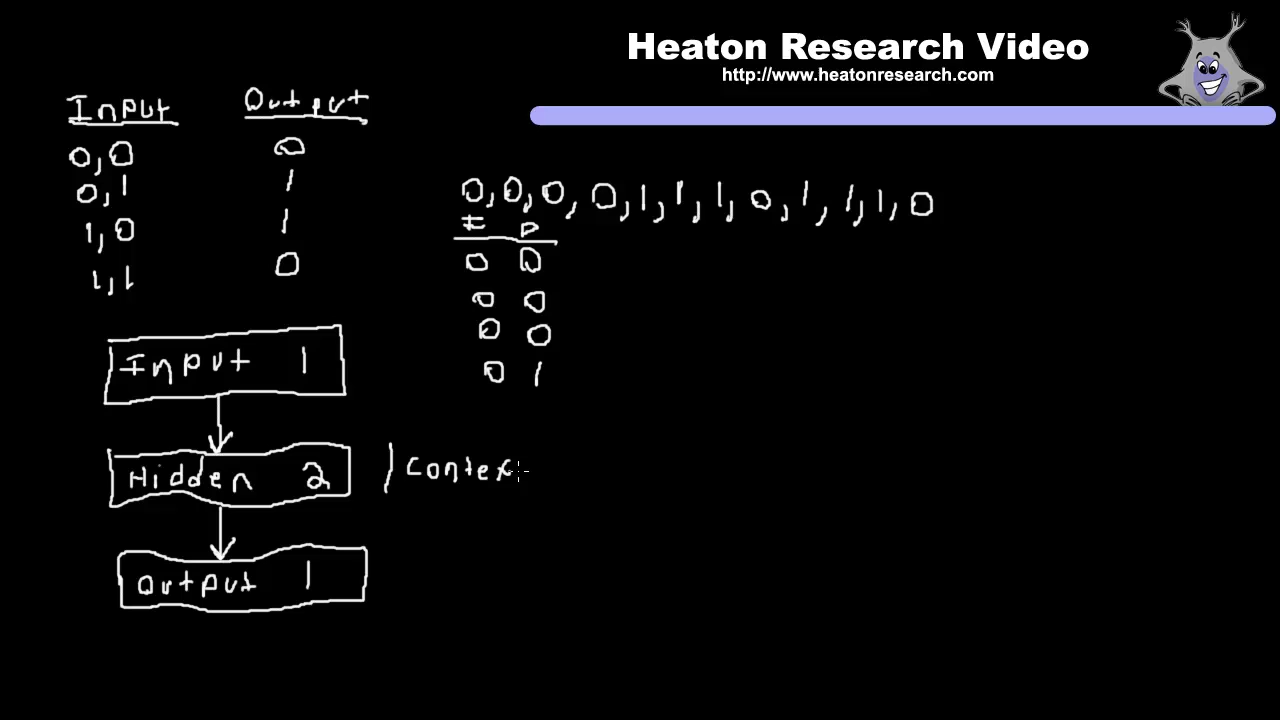 Heaton Research Video
http://www.heatonresearch.com
Input Output
0,0 0
0,1 1
1,0 1
1,1 0
0,0,0,0,1,1,1,0,1,1,1,0
I P
0 0
0 0
0 0
0 1
Input 1
Hidden 2 / Contex
Output 1